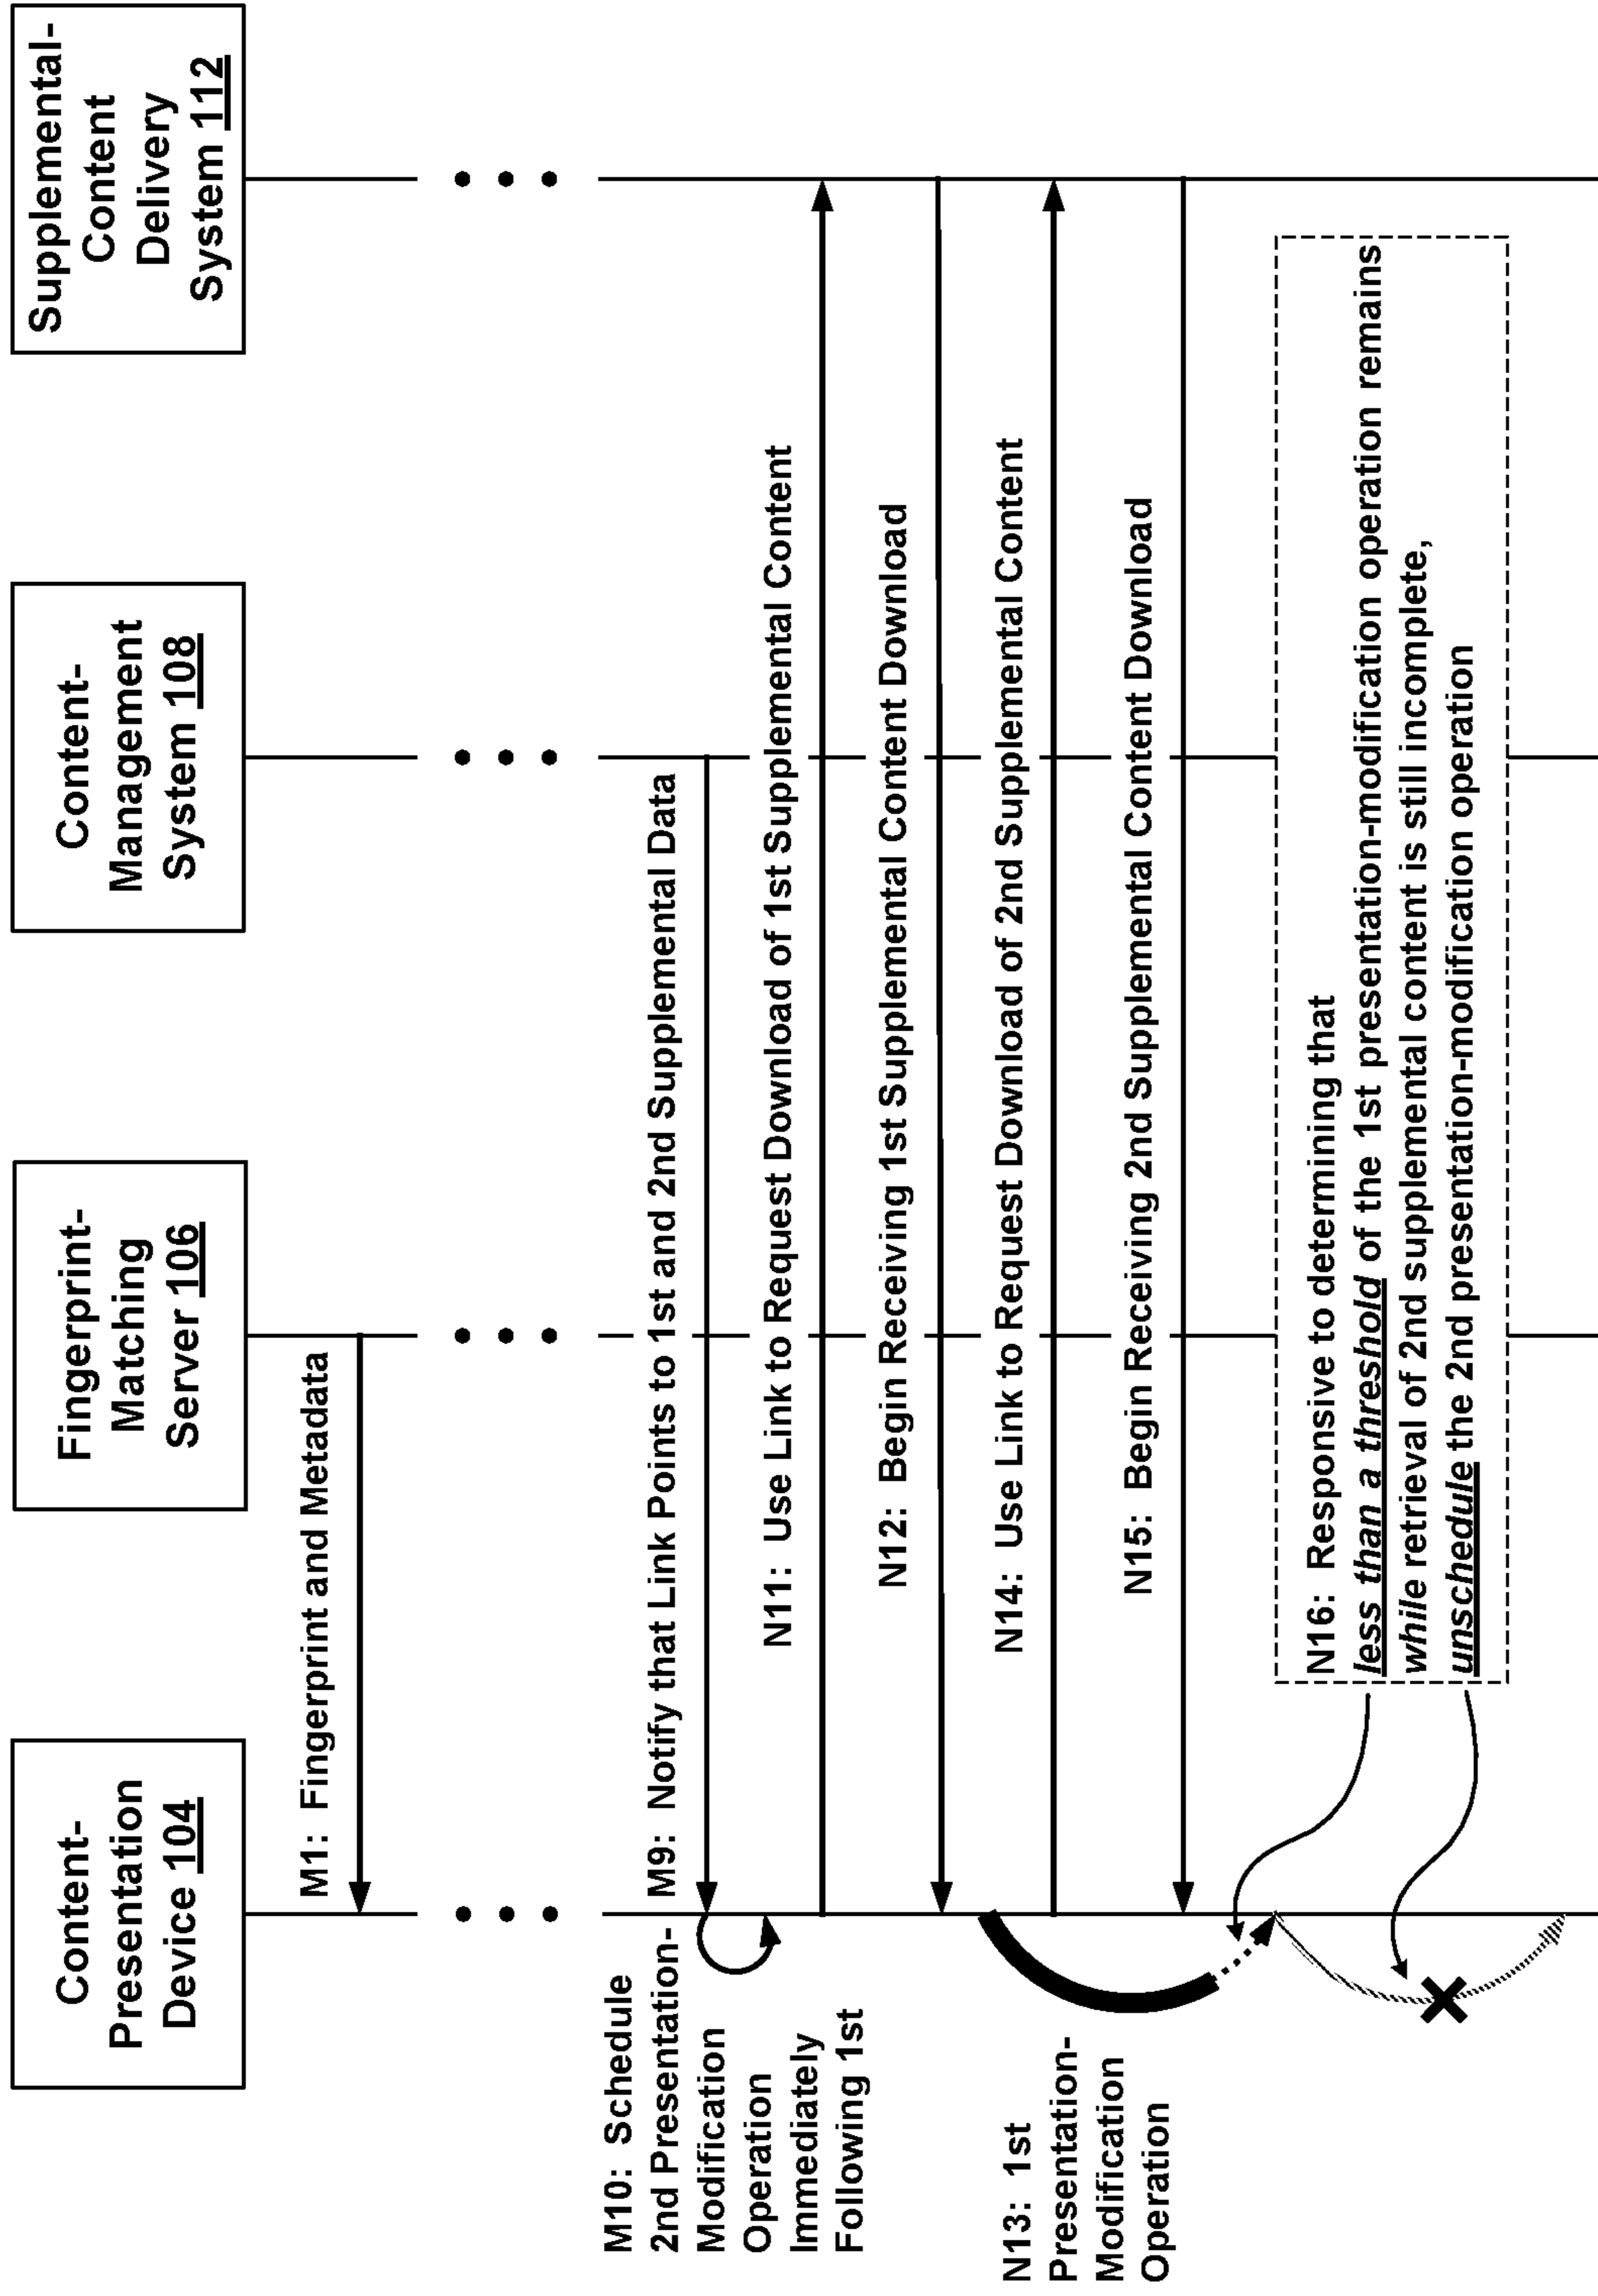 Content-
Presentation
Device 104
Fingerprint-
Matching
Server 106
Content-
Management
System 108
Supplemental-
Content
Delivery
System 112
M1: Fingerprint and Metadata
M9: Notify that Link Points to 1st and 2nd Supplemental Data
M10: Schedule
2nd Presentation-
Modification
Operation
Immediately
Following 1st
N11: Use Link to Request Download of 1st Supplemental Content
N12: Begin Receiving 1st Supplemental Content Download
N13: 1st
Presentation-
Modification
Operation
N14: Use Link to Request Download of 2nd Supplemental Content
N15: Begin Receiving 2nd Supplemental Content Download
N16: Responsive to determining that
less than a threshold of the 1st presentation-modification operation remains
while retrieval of 2nd supplemental content is still incomplete,
unschedule the 2nd presentation-modification operation